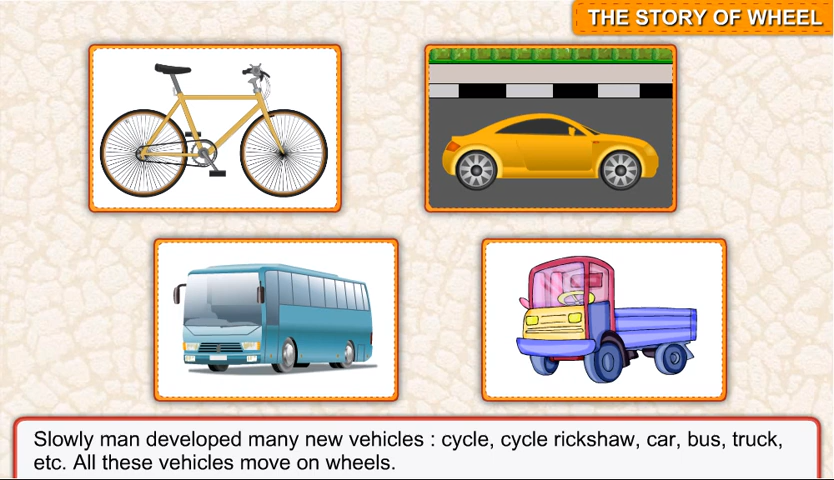 THE STORY OF WHEEL
Slowly man developed many new vehicles : cycle, cycle rickshaw, car, bus, truck,
etc. All these vehicles move on wheels.